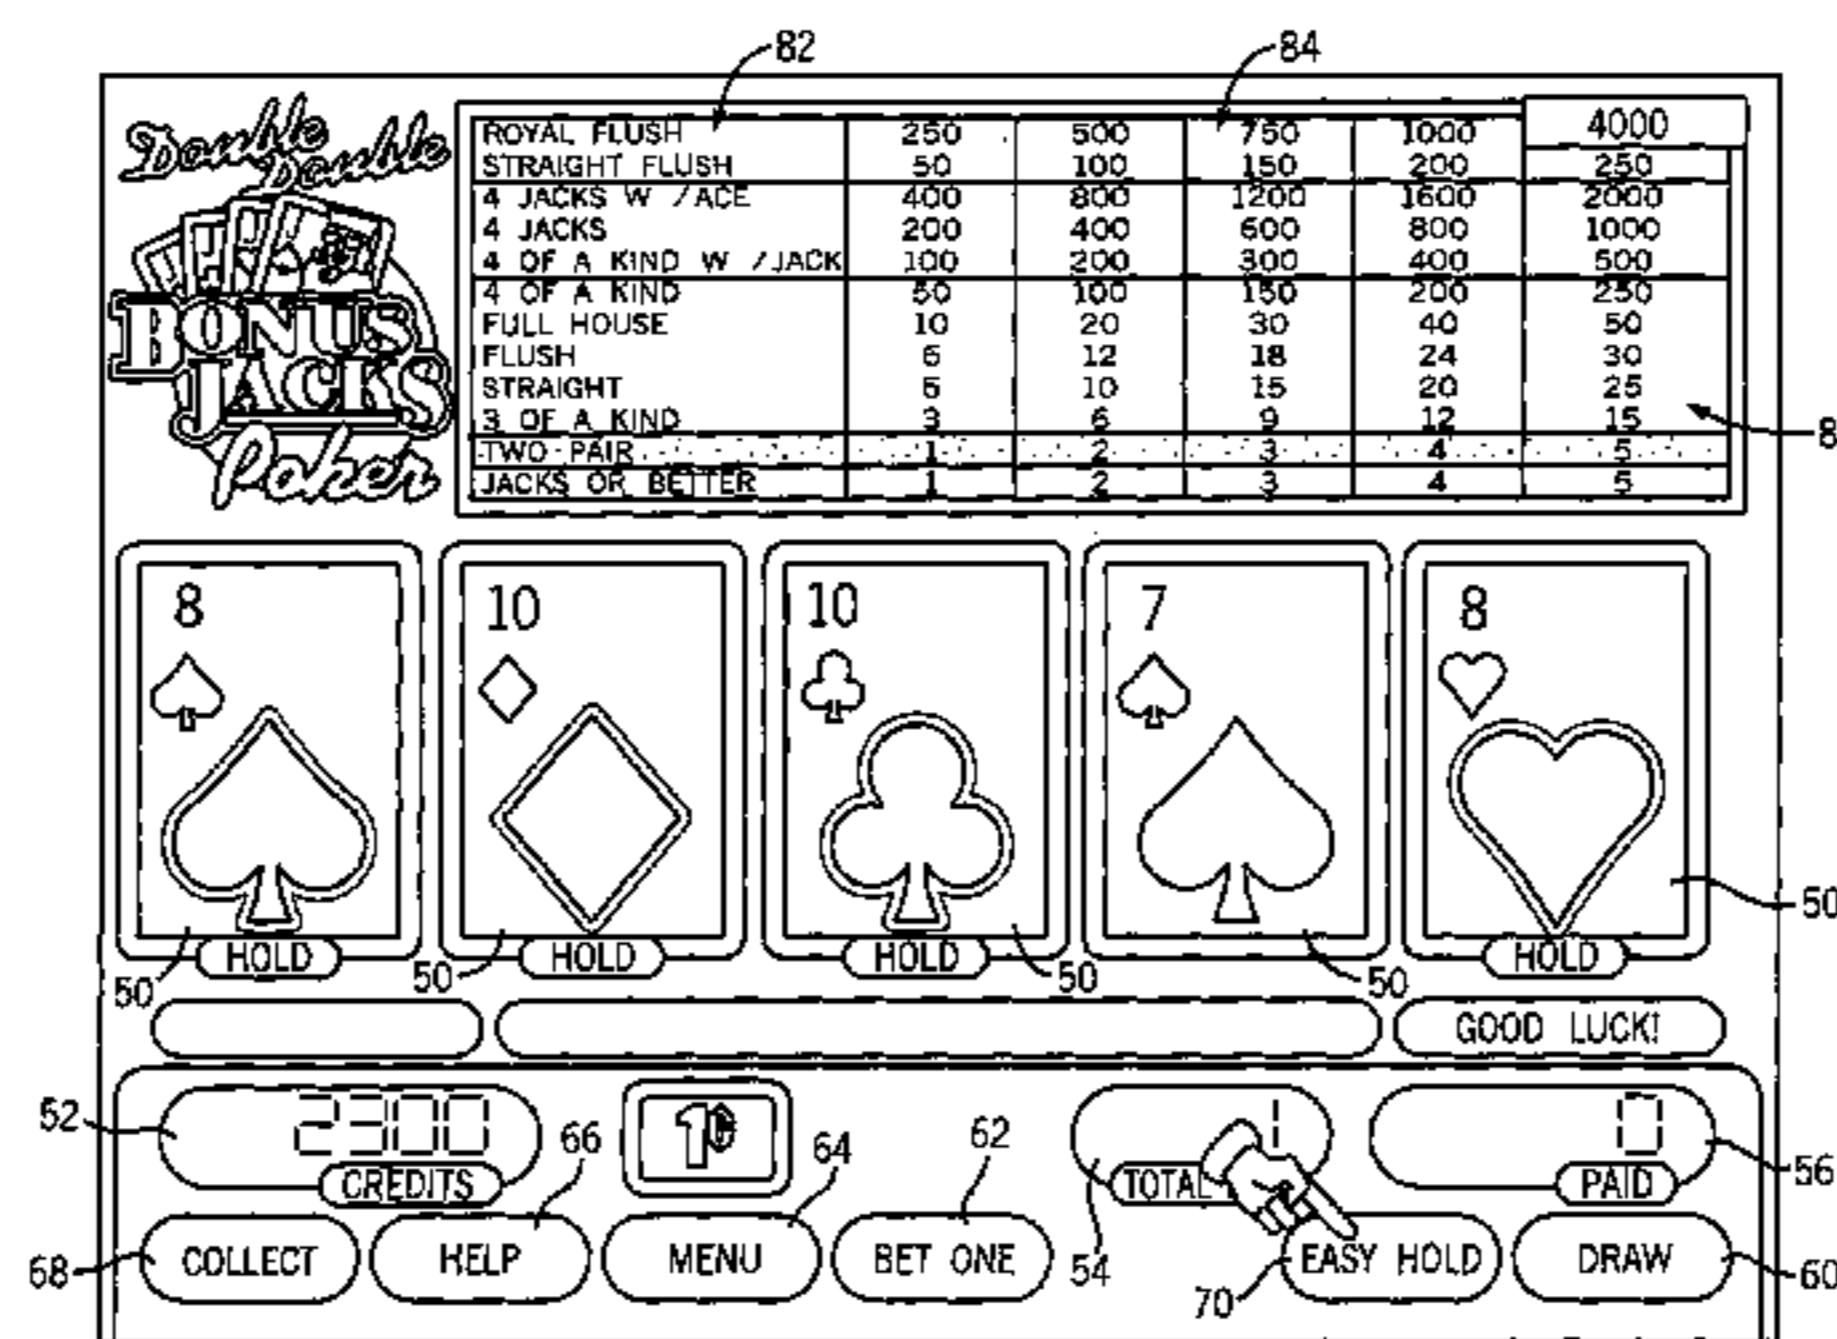 82 84
Double Double
BONUS
JACKS
Poker
ROYAL FLUSH 250 500 750 1000 4000
STRAIGHT FLUSH 50 100 150 200 250
4 JACKS W /ACE 400 800 1200 1600 2000
4 JACKS 200 400 600 800 1000
4 OF A KIND W /JACK 100 200 300 400 500
4 OF A KIND 50 100 150 200 250
FULL HOUSE 10 20 30 40 50
FLUSH 6 12 18 24 30
STRAIGHT 5 10 15 20 25
3 OF A KIND 3 6 9 12 15
TWO PAIR 1 2 3 4 5
JACKS OR BETTER 1 2 3 4 5
8
8 10 10 7 8
50
HOLD HOLD HOLD HOLD
50 50 50 50
GOOD LUCK!
52 2300 66 1¢ 64 62 1 0 56
CREDITS TOTAL PAID
68 COLLECT HELP MENU BET ONE 54 EASY HOLD DRAW 60
70